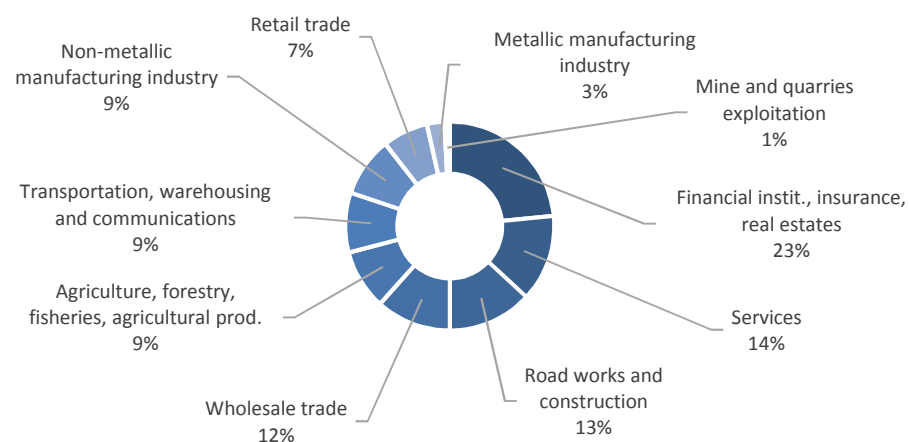 Retail trade
7%
Metallic manufacturing
industry
3%
Non-metallic
manufacturing industry
9%
Mine and quarries
exploitation
1%
Transportation, warehousing
and communications
9%
Financial instit., insurance,
real estates
23%
Agriculture, forestry,
fisheries, agricultural prod.
9%
Services
14%
Road works and
construction
13%
Wholesale trade
12%